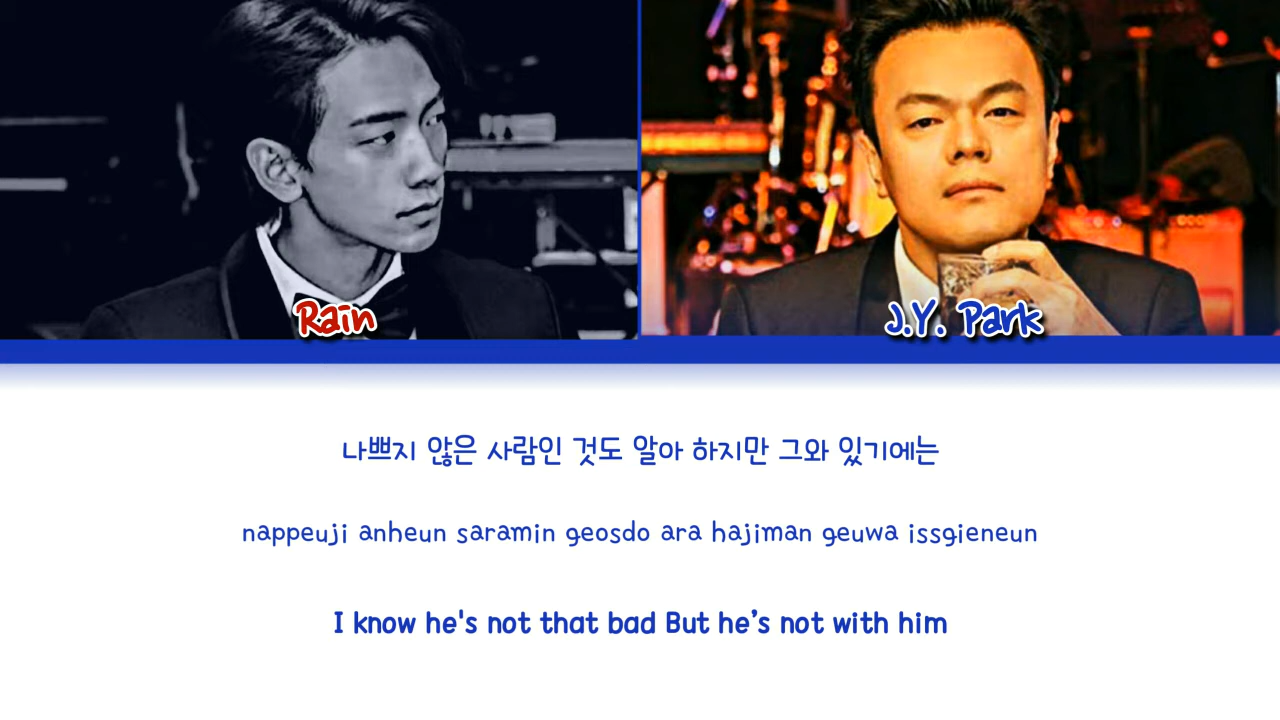 Rain
J.Y. Park
나쁘지 않은 사람인 것도 알아 하지만 그와 있기에는
nappeuji anheun saramin geosdo ara hajiman geuwa issgieneun
I know he's not that bad But he’s not with him